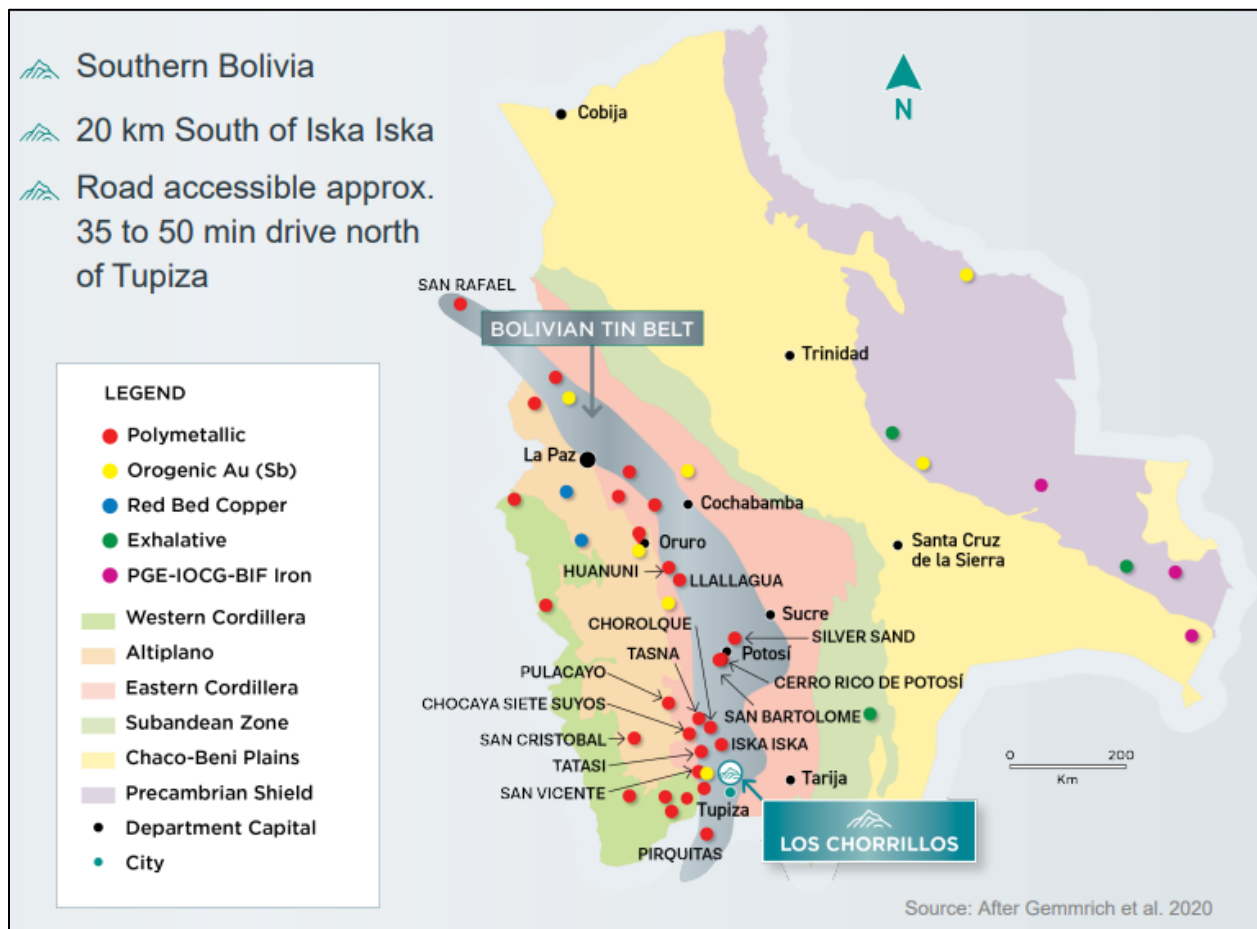 Southern Bolivia
20 km South of Iska Iska
Road accessible approx.
35 to 50 min drive north
of Tupiza
N
Cobija
SAN RAFAEL
BOLIVIAN TIN BELT
Trinidad
La Paz
Cochabamba
Oruro
Santa Cruz
de la Sierra
HUANUNI
LLALLAGUA
CHOROLQUE
Sucre
TASNA
SILVER SAND
Potosí
PULACAYO
CERRO RICO DE POTOSÍ
CHOCAYA SIETE SUYOS
SAN BARTOLOME
SAN CRISTOBAL
ISKA ISKA
TATASI
Tarija
SAN VICENTE
Tupiza
LOS CHORRILLOS
PIRQUITAS
0 200
Km
LEGEND
Polymetallic
Orogenic Au (Sb)
Red Bed Copper
Exhalative
PGE-IOCG-BIF Iron
Western Cordillera
Altiplano
Eastern Cordillera
Subandean Zone
Chaco-Beni Plains
Precambrian Shield
Department Capital
City
Source: After Gemmrich et al. 2020